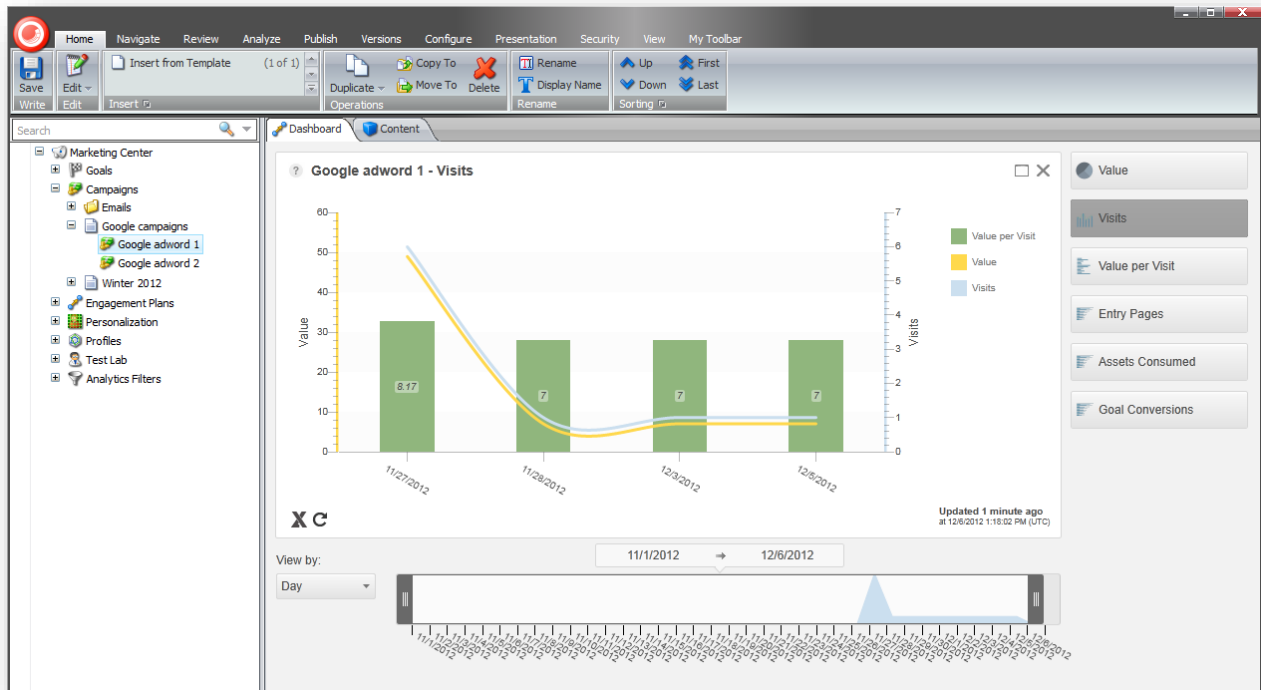 Home Navigate Review Analyze Publish Versions Configure Presentation Security View My Toolbar
Save
Write
Edit
Edit
Insert from Template (1 of 1)
Insert
Duplicate
Copy To
Move To
Delete
Operations
Rename
Display Name
Rename
Up
First
Down
Last
Sorting
Search
Marketing Center
Goals
Campaigns
Emails
Google campaigns
Google adword 1
Google adword 2
Winter 2012
Engagement Plans
Personalization
Profiles
Test Lab
Analytics Filters
Dashboard
Content
? Google adword 1 - Visits
60
50
40
30
20
10
0
Value
8.17
7
7
7
7
6
5
4
3
2
1
0
Visits
11/27/2012
11/28/2012
12/3/2012
12/5/2012
Value per Visit
Value
Visits
X
Updated 1 minute ago
at 12/6/2012 1:18:02 PM (UTC)
Value
Visits
Value per Visit
Entry Pages
Assets Consumed
Goal Conversions
View by:
Day
11/1/2012 → 12/6/2012